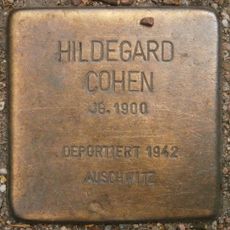 HILDEGARD
COHEN
JG. 1900
DEPORTIERT 1942
AUSCHWITZ